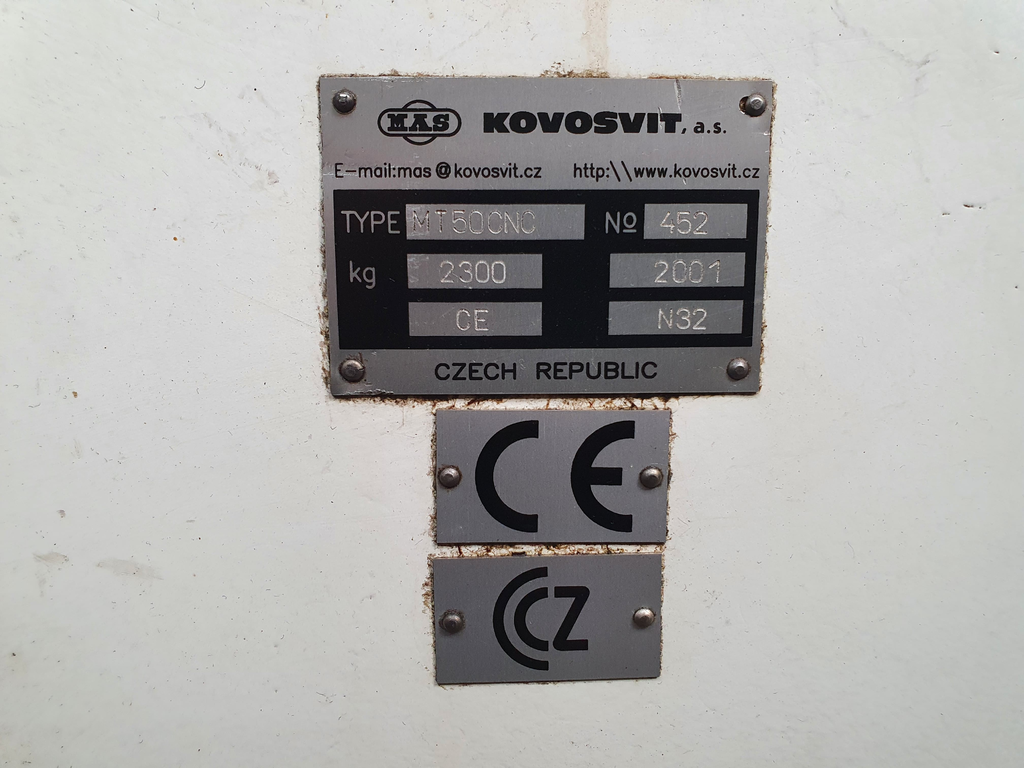 MAS KOVOSVIT, a.s.
E-mail:mas @ kovosvit.cz http:\\www.kovosvit.cz
TYPE MT50CNC № 452
kg 2300 2001
CE N32
CZECH REPUBLIC
CE
CCZ